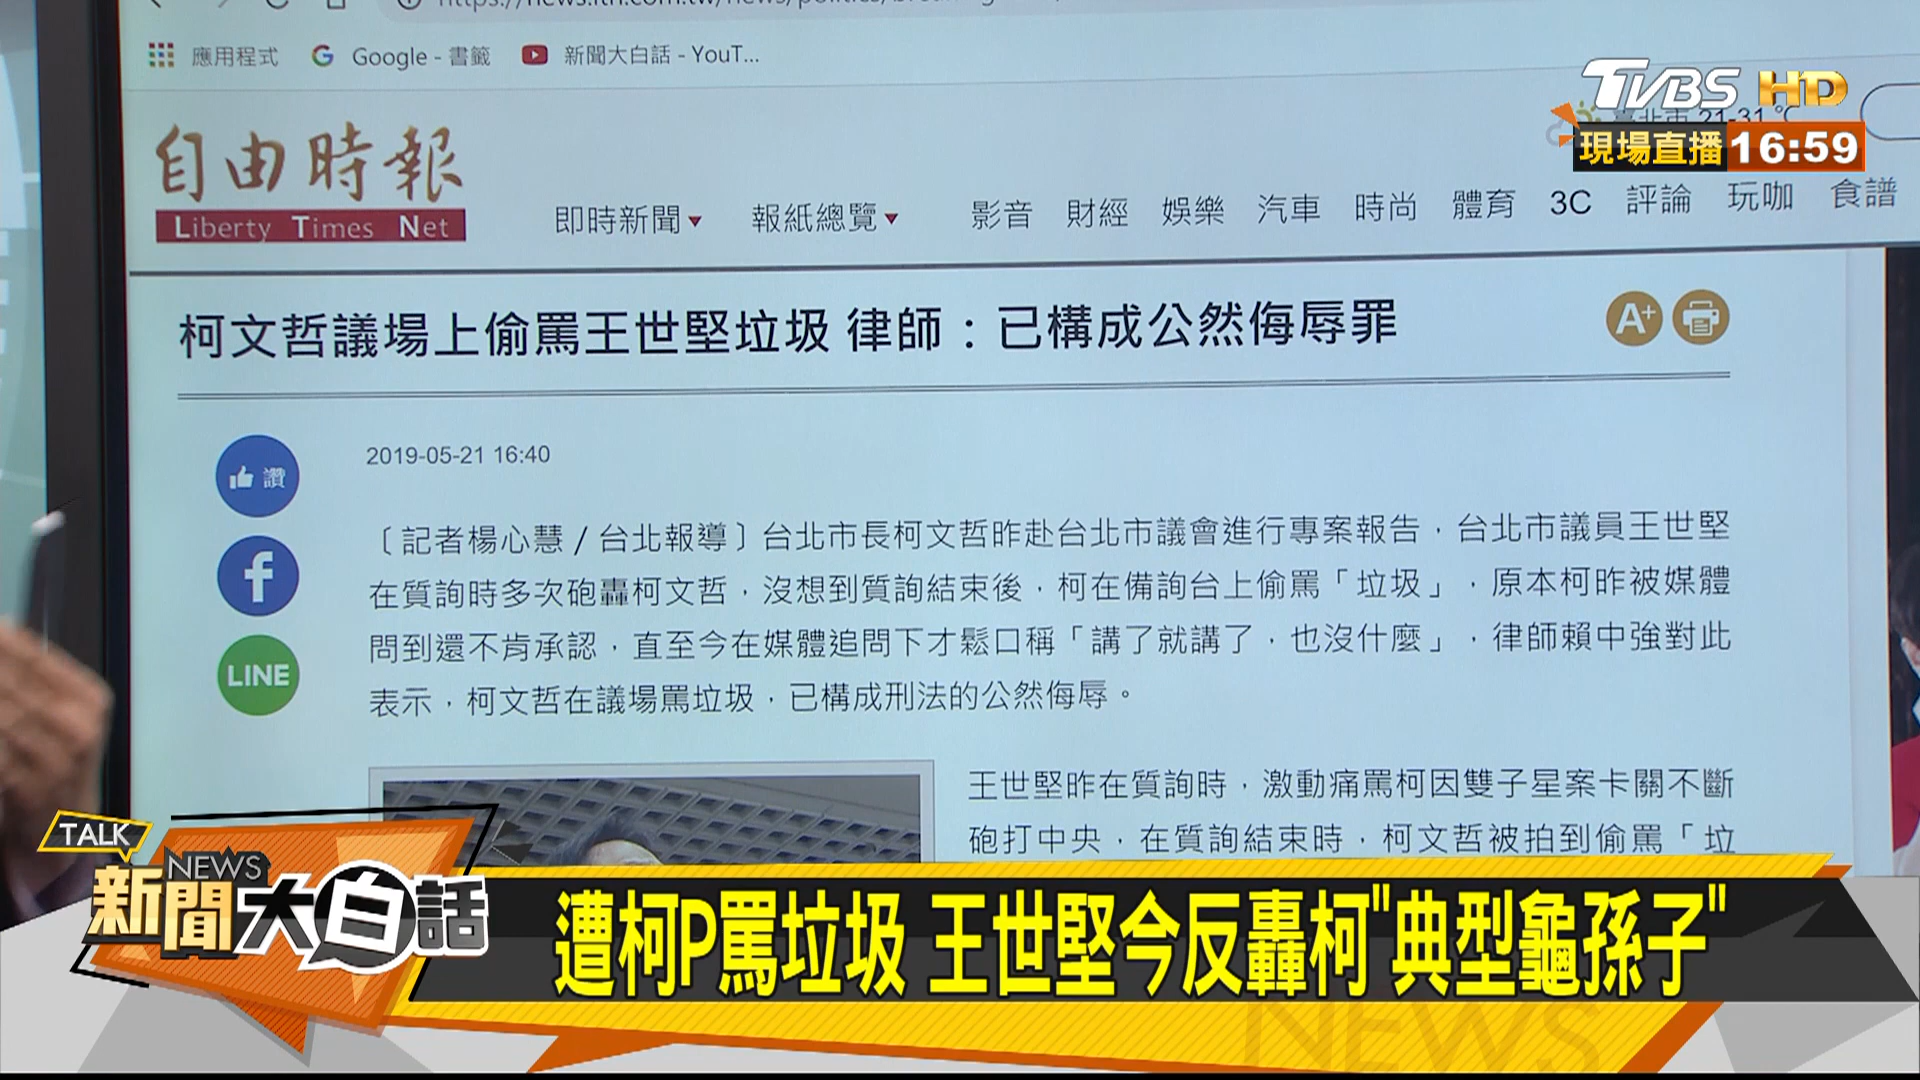 應用程式 Google - 書籤 新聞大白話 - YouT...
TVBS HD
臺北市 21-31 °C
現場直播 16:59
自由時報
Liberty Times Net
即時新聞 報紙總覽 影音 財經 娛樂 汽車 時尚 體育 3C 評論 玩咖 食譜
柯文哲議場上偷罵王世堅垃圾 律師：已構成公然侮辱罪
A+
讚
2019-05-21 16:40
f
LINE
〔記者楊心慧／台北報導〕台北市長柯文哲昨赴台北市議會進行專案報告，台北市議員王世堅
在質詢時多次砲轟柯文哲，沒想到質詢結束後，柯在備詢台上偷罵「垃圾」，原本柯昨被媒體
問到還不肯承認，直至今在媒體追問下才鬆口稱「講了就講了，也沒什麼」，律師賴中強對此
表示，柯文哲在議場罵垃圾，已構成刑法的公然侮辱。
王世堅昨在質詢時，激動痛罵柯因雙子星案卡關不斷
砲打中央，在質詢結束時，柯文哲被拍到偷罵「垃
TALK
NEWS
新聞大白話
遭柯P罵垃圾 王世堅今反轟柯"典型龜孫子"
NEWS